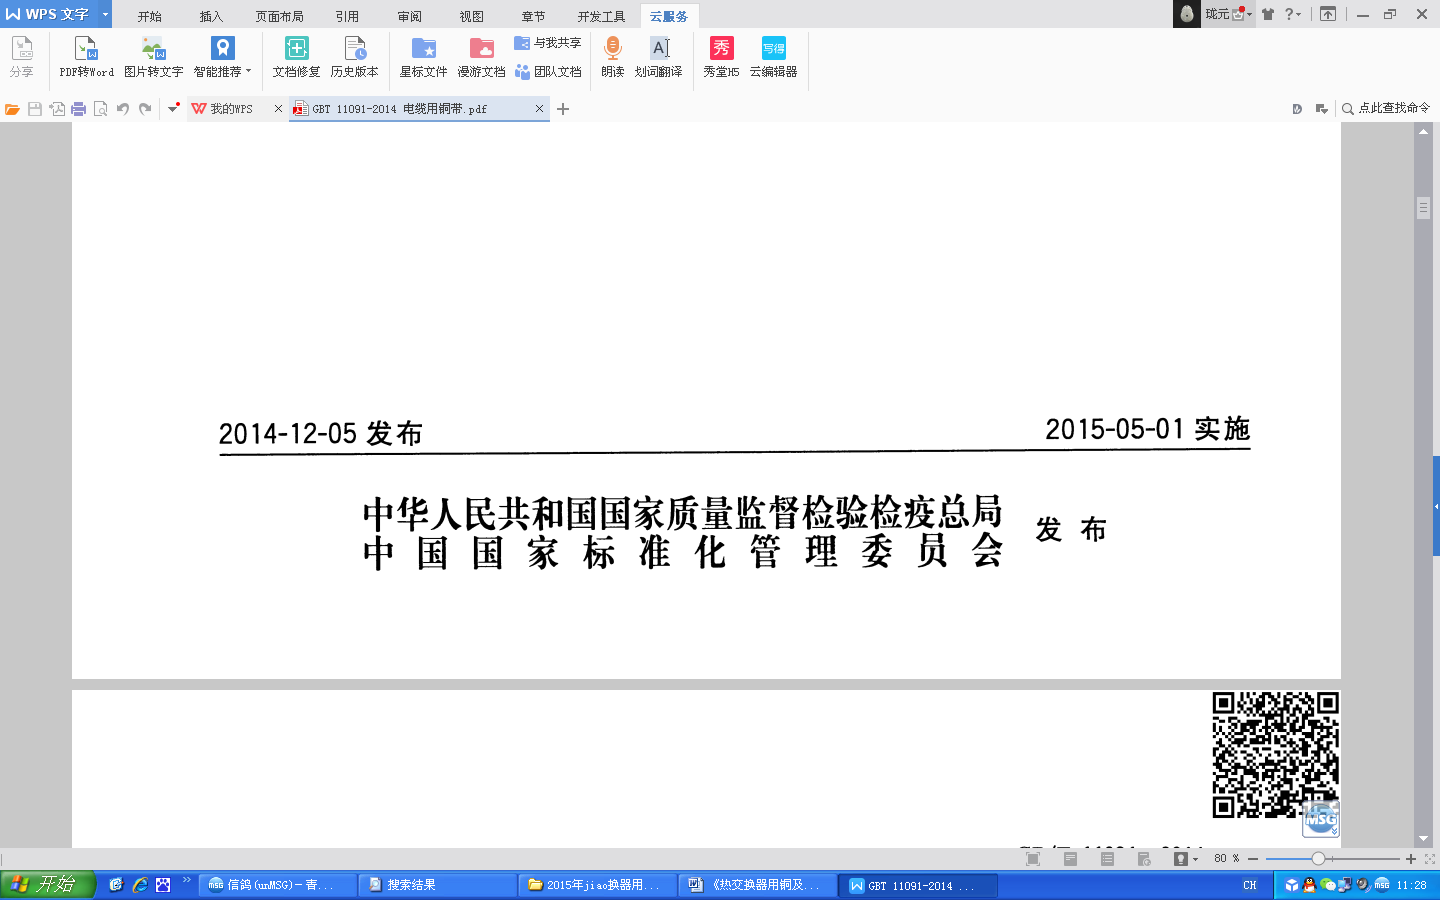 WPS 文字
开始 插入 页面布局 引用 审阅 视图 章节 开发工具 云服务
珑元
分享 PDF转Word 图片转文字 智能推荐 文档修复 历史版本 星标文件 漫游文档 与我共享 团队文档 朗读 划词翻译 秀堂H5 云编辑器
秀
写得
我的WPS
GBT 11091-2014 电缆用铜带.pdf
点此查找命令
2014-12-05 发布
2015-05-01 实施
中华人民共和国国家质量监督检验检疫总局
中国国家标准化管理委员会
发布
MSG
80 %
开始
信鸽(unMSG)-
搜索结果
2015年jiao换器用...
《热交换器用铜及...
GBT 11091-2014 ...
CH
11:28